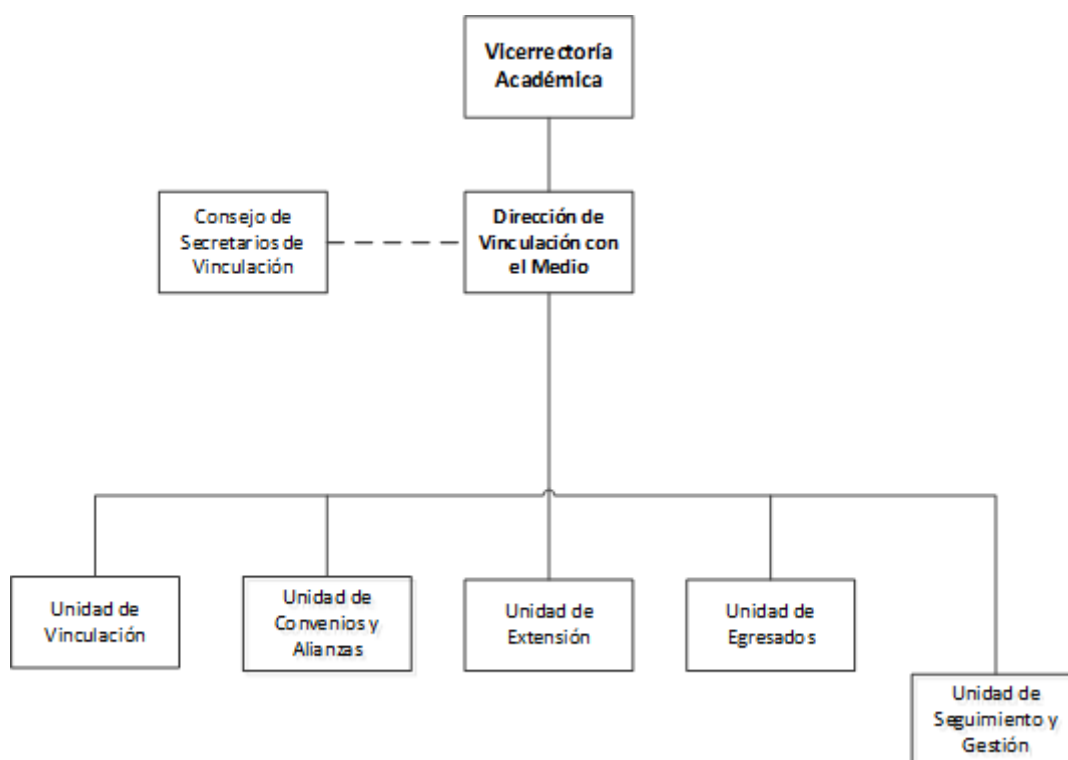 Vicerrectoría
Académica
Consejo de
Secretarios de
Vinculación
Dirección de
Vinculación con
el Medio
Unidad de
Vinculación
Unidad de
Convenios y
Alianzas
Unidad de
Extensión
Unidad de
Egresados
Unidad de
Seguimiento y
Gestión